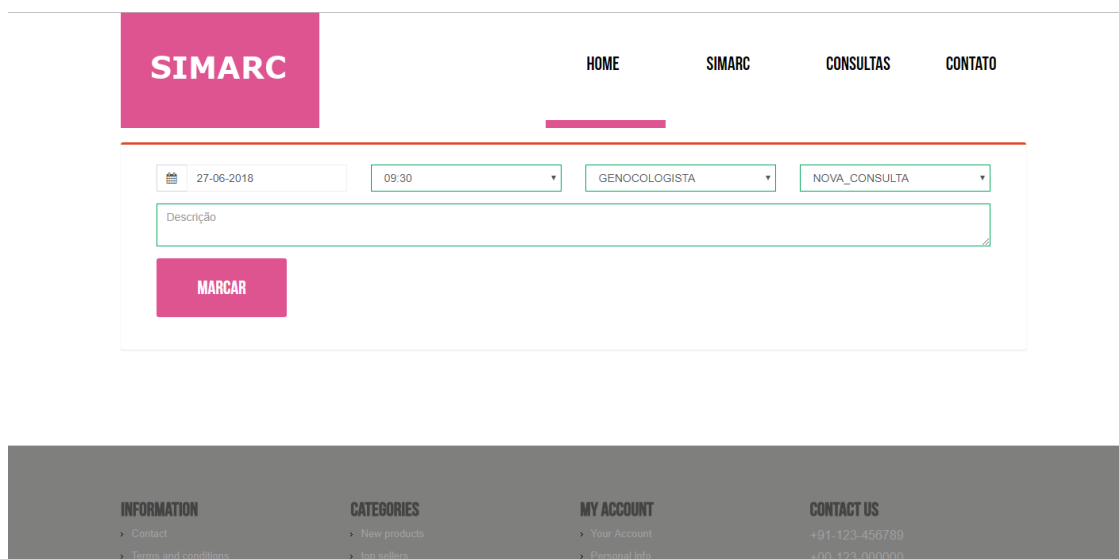 SIMARC
HOME SIMARC CONSULTAS CONTATO
27-06-2018 09:30 GENOCOLOGISTA NOVA_CONSULTA
Descrição
MARCAR
INFORMATION CATEGORIES MY ACCOUNT CONTACT US
Contact New products Your Account +91-123-456789
Terms and conditions top sellers Personal info +00-123-000000